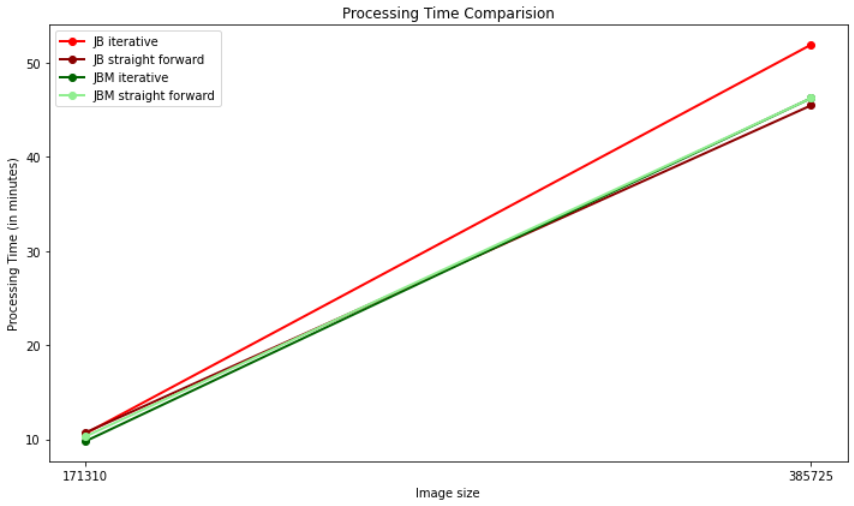 Processing Time Comparision
JB iterative
JB straight forward
JBM iterative
JBM straight forward
Processing Time (in minutes)
50
40
30
20
10
171310
385725
Image size